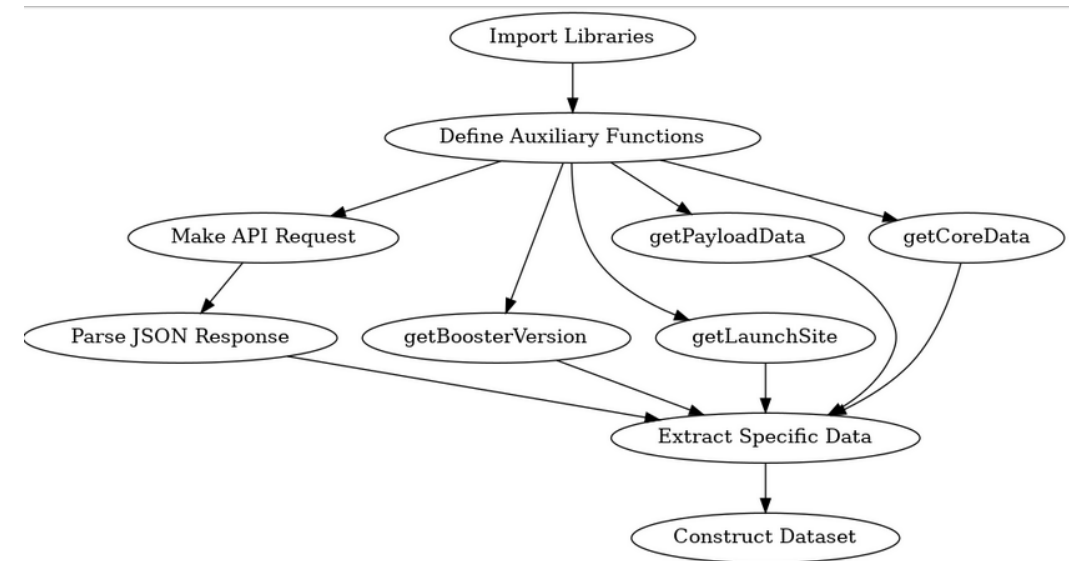 Import Libraries
Define Auxiliary Functions
Make API Request
getPayloadData
getCoreData
Parse JSON Response
getBoosterVersion
getLaunchSite
Extract Specific Data
Construct Dataset